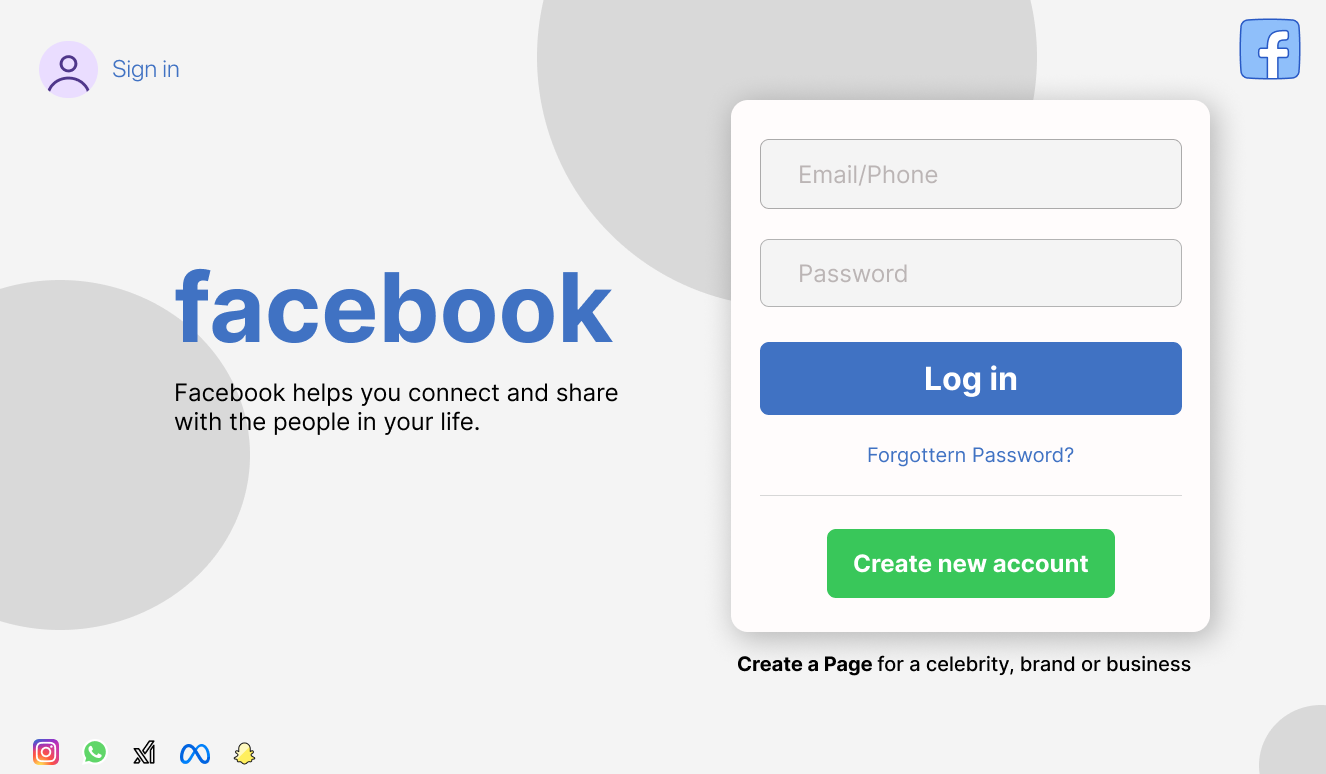 Sign in
facebook
Facebook helps you connect and share
with the people in your life.
Email/Phone
Password
Log in
Forgottern Password?
Create new account
Create a Page for a celebrity, brand or business